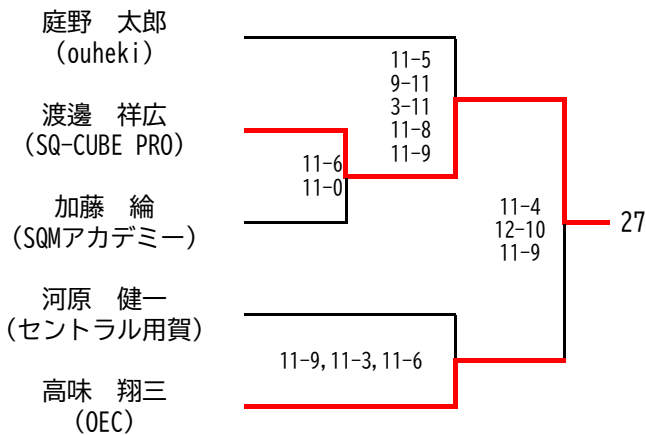 庭野　太郎
(ouheki)
渡邊　祥広
(SQ-CUBE PRO)
加藤　綸
(SQMアカデミー)
河原　健一
(セントラル用賀)
高味　翔三
(OEC)
11-6
11-0
11-5
9-11
3-11
11-8
11-9
11-9,11-3,11-6
11-4
12-10
11-9
27